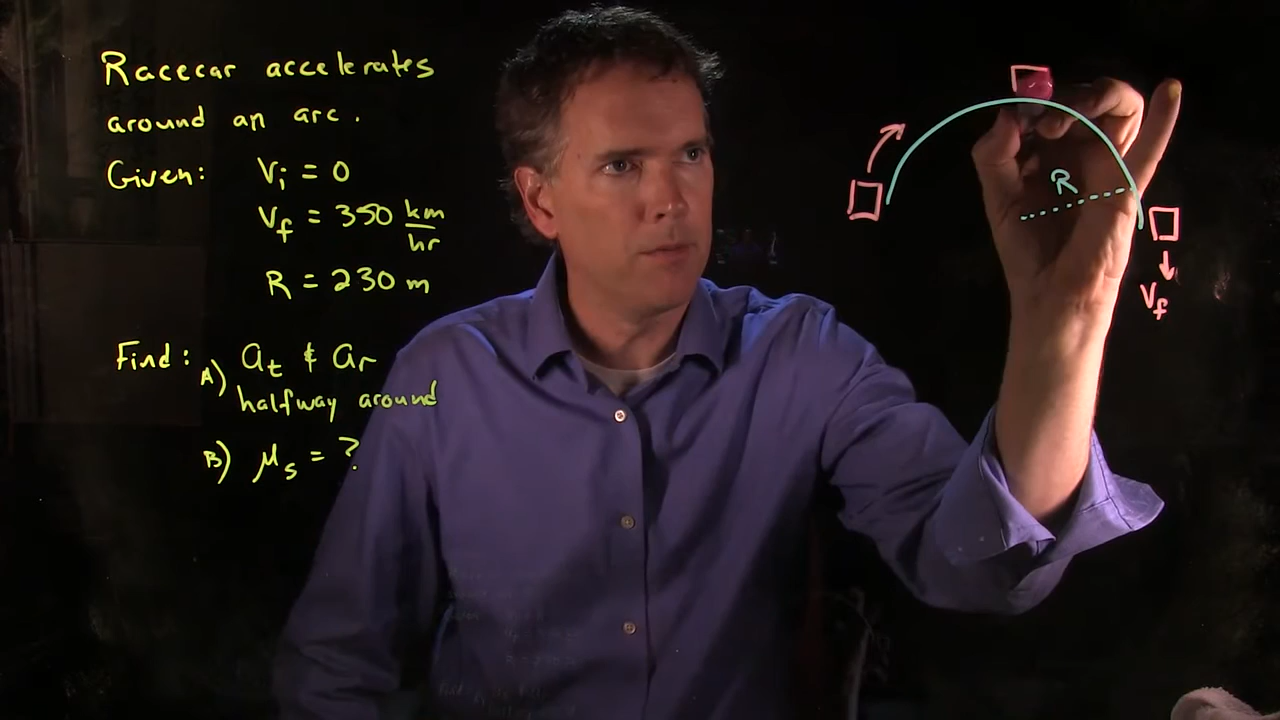 Racecar accelerates
around an arc.
Given: Vi = 0
Vf = 350 km/hr
R = 230 m
Find: A) at & ar
halfway around
B) μs = ?
R
Vf